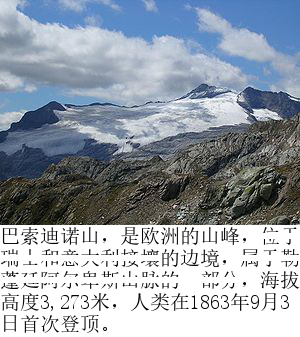 巴索迪诺山，是欧洲的山峰，位于
瑞士和意大利接壤的边境，属于勒
蓬廷阿尔卑斯山脉的一部分，海拔
高度3,273米，人类在1863年9月3
日首次登顶。